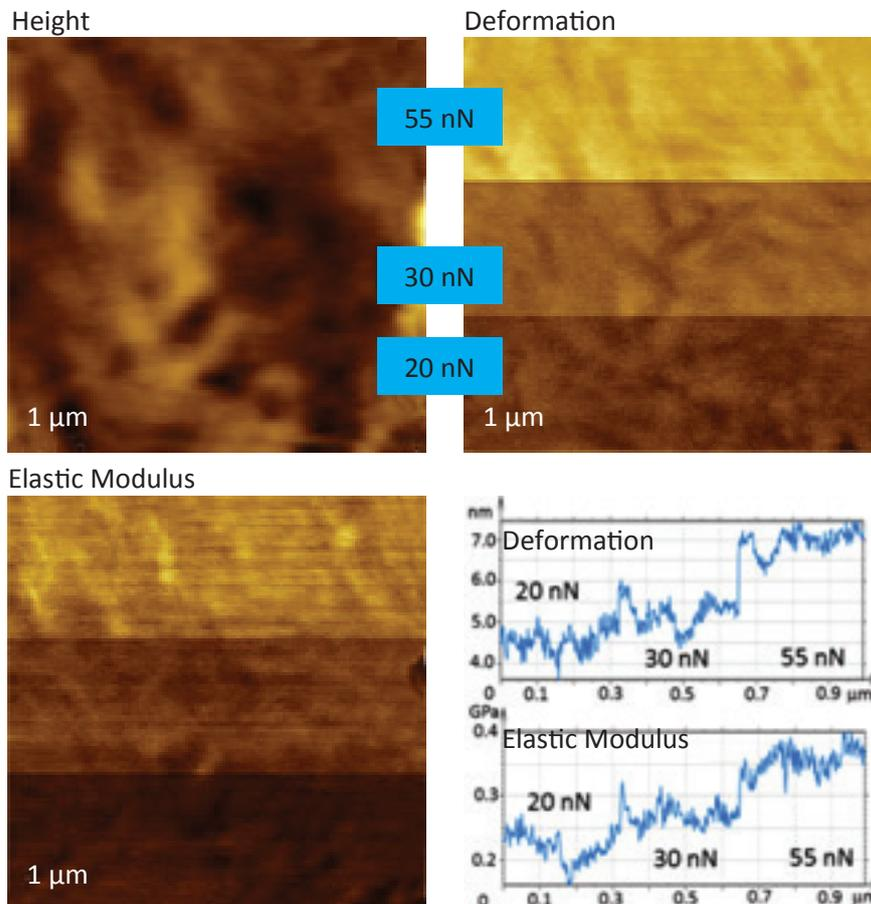 Height
Deformation
55 nN
30 nN
20 nN
1 µm
1 µm
Elastic Modulus
1 µm
nm
7.0
6.0
5.0
4.0
Deformation
20 nN
30 nN
55 nN
0 0.1 0.3 0.5 0.7 0.9 µm
GPa
0.4
0.3
0.2
Elastic Modulus
20 nN
30 nN
55 nN
0 0.1 0.3 0.5 0.7 0.9 µm